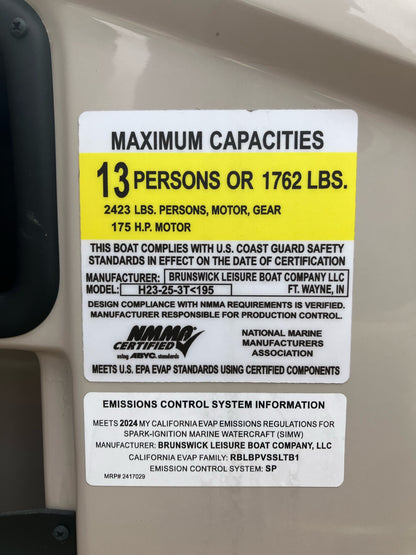 MAXIMUM CAPACITIES
13 PERSONS OR 1762 LBS.
2423 LBS. PERSONS, MOTOR, GEAR
175 H.P. MOTOR
THIS BOAT COMPLIES WITH U.S. COAST GUARD SAFETY
STANDARDS IN EFFECT ON THE DATE OF CERTIFICATION
MANUFACTURER: BRUNSWICK LEISURE BOAT COMPANY LLC
MODEL: H23-25-3T<195 FT. WAYNE, IN
DESIGN COMPLIANCE WITH NMMA REQUIREMENTS IS VERIFIED.
MANUFACTURER RESPONSIBLE FOR PRODUCTION CONTROL.
NMMA
CERTIFIED
using ABYC. standards
NATIONAL MARINE
MANUFACTURERS
ASSOCIATION
MEETS U.S. EPA EVAP STANDARDS USING CERTIFIED COMPONENTS
EMISSIONS CONTROL SYSTEM INFORMATION
MEETS 2024 MY CALIFORNIA EVAP EMISSIONS REGULATIONS FOR
SPARK-IGNITION MARINE WATERCRAFT (SIMW)
MANUFACTURER: BRUNSWICK LEISURE BOAT COMPANY, LLC
CALIFORNIA EVAP FAMILY: RBLBPVSSLTB1
EMISSION CONTROL SYSTEM: SP
MRP# 2417029